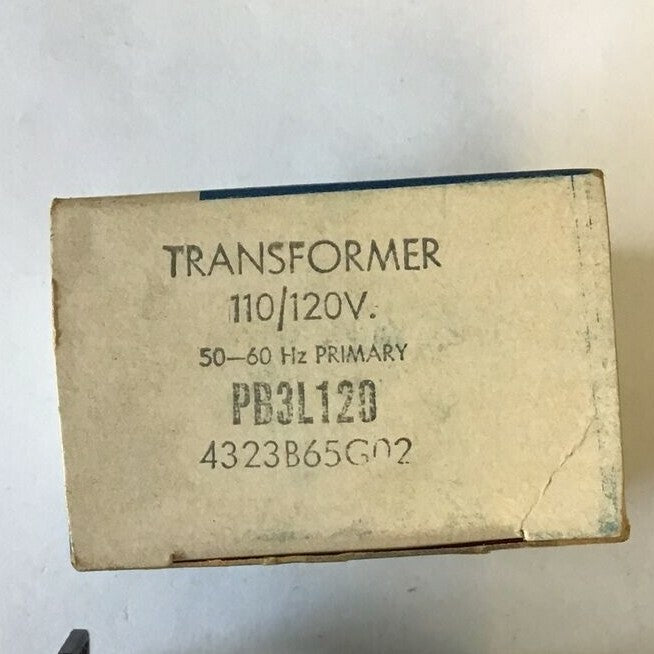 TRANSFORMER
110/120V.
50-60 Hz PRIMARY
PB3L120
4323B65G02